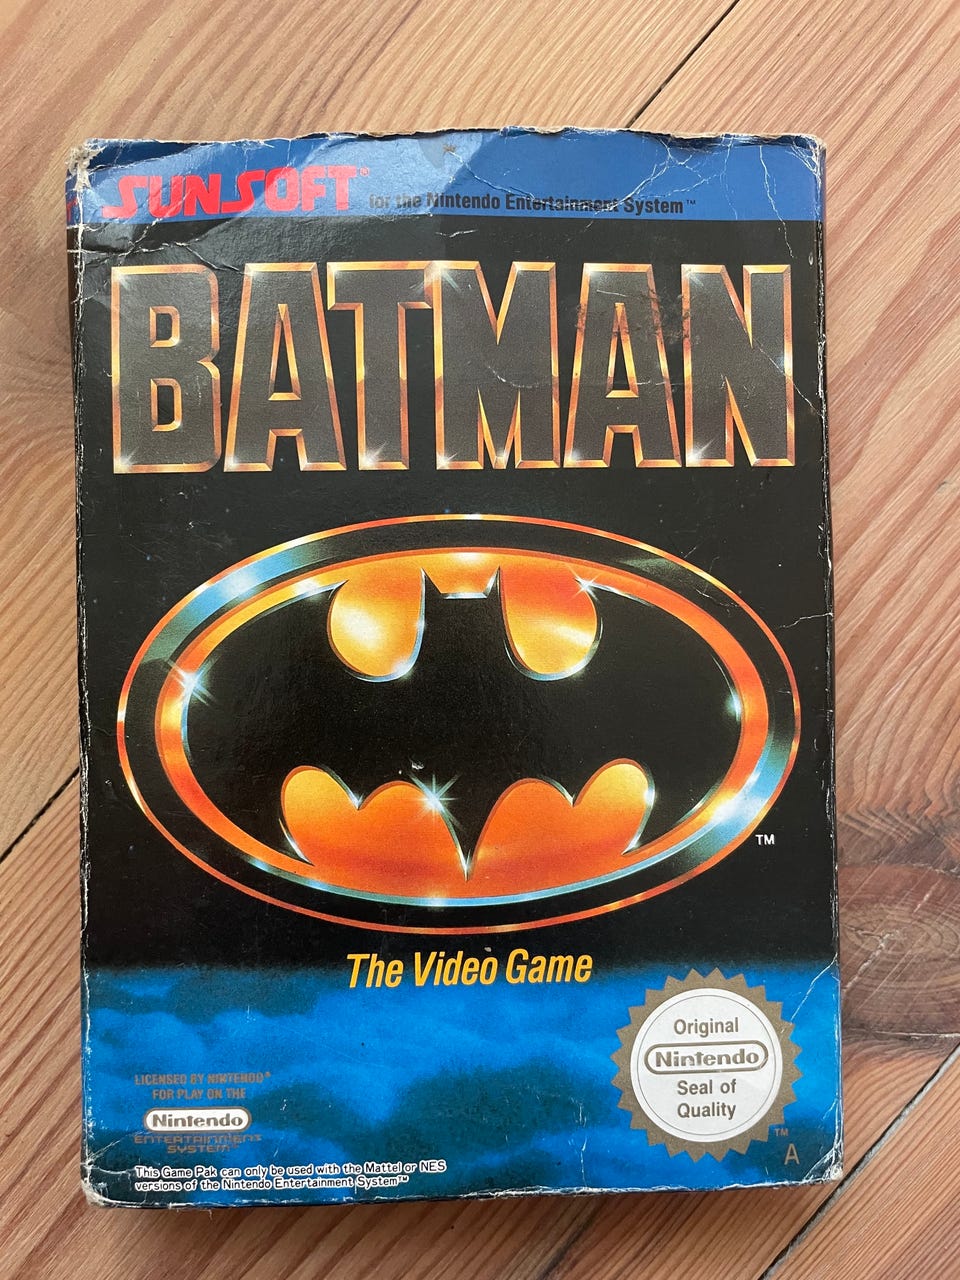 SUNSOFT® for the Nintendo Entertainment System™
BATMAN
TM
The Video Game
Original
Nintendo
Seal of
Quality
TM
A
LICENSED BY NINTENDO®
FOR PLAY ON THE
Nintendo
ENTERTAINMENT
SYSTEM™
This Game Pak can only be used with the Mattel or NES
versions of the Nintendo Entertainment System™